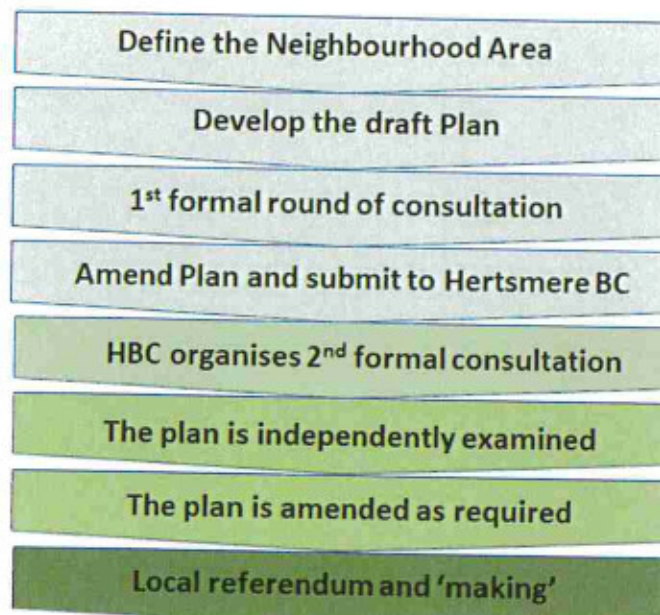 Define the Neighbourhood Area
Develop the draft Plan
1st formal round of consultation
Amend Plan and submit to Hertsmere BC
HBC organises 2nd formal consultation
The plan is independently examined
The plan is amended as required
Local referendum and ‘making’